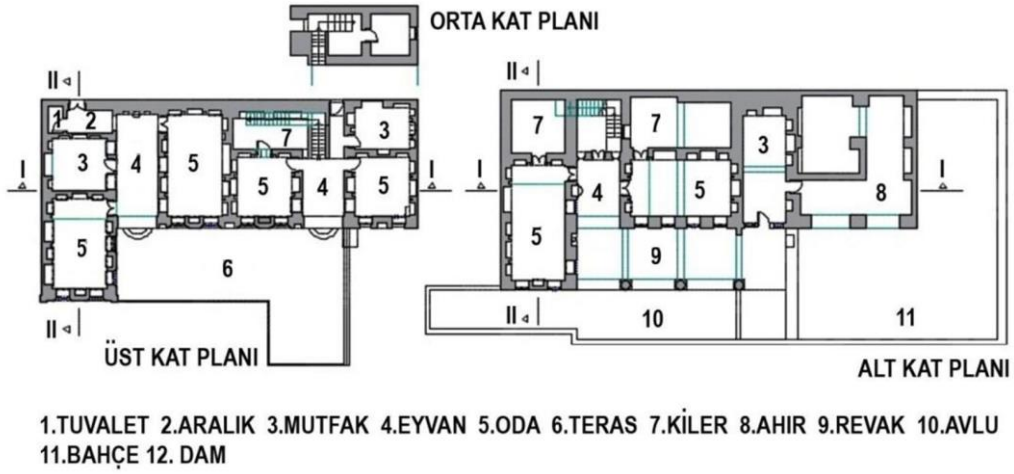 ORTA KAT PLANI
II
II
1
2
3
4
5
7
3
7
7
3
I
I
I
I
5
4
5
5
4
5
8
5
6
9
II
II
10
11
ÜST KAT PLANI
ALT KAT PLANI
1.TUVALET 2.ARALIK 3.MUTFAK 4.EYVAN 5.ODA 6.TERAS 7.KİLER 8.AHIR 9.REVAK 10.AVLU
11.BAHÇE 12. DAM